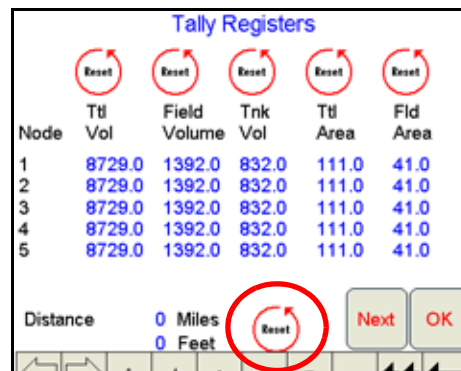 Tally Registers
Reset Reset Reset Reset Reset
Ttl Field Tnk Ttl Fld
Node Vol Volume Vol Area Area
1 8729.0 1392.0 832.0 111.0 41.0
2 8729.0 1392.0 832.0 111.0 41.0
3 8729.0 1392.0 832.0 111.0 41.0
4 8729.0 1392.0 832.0 111.0 41.0
5 8729.0 1392.0 832.0 111.0 41.0
Distance 0 Miles Reset Next OK
0 Feet